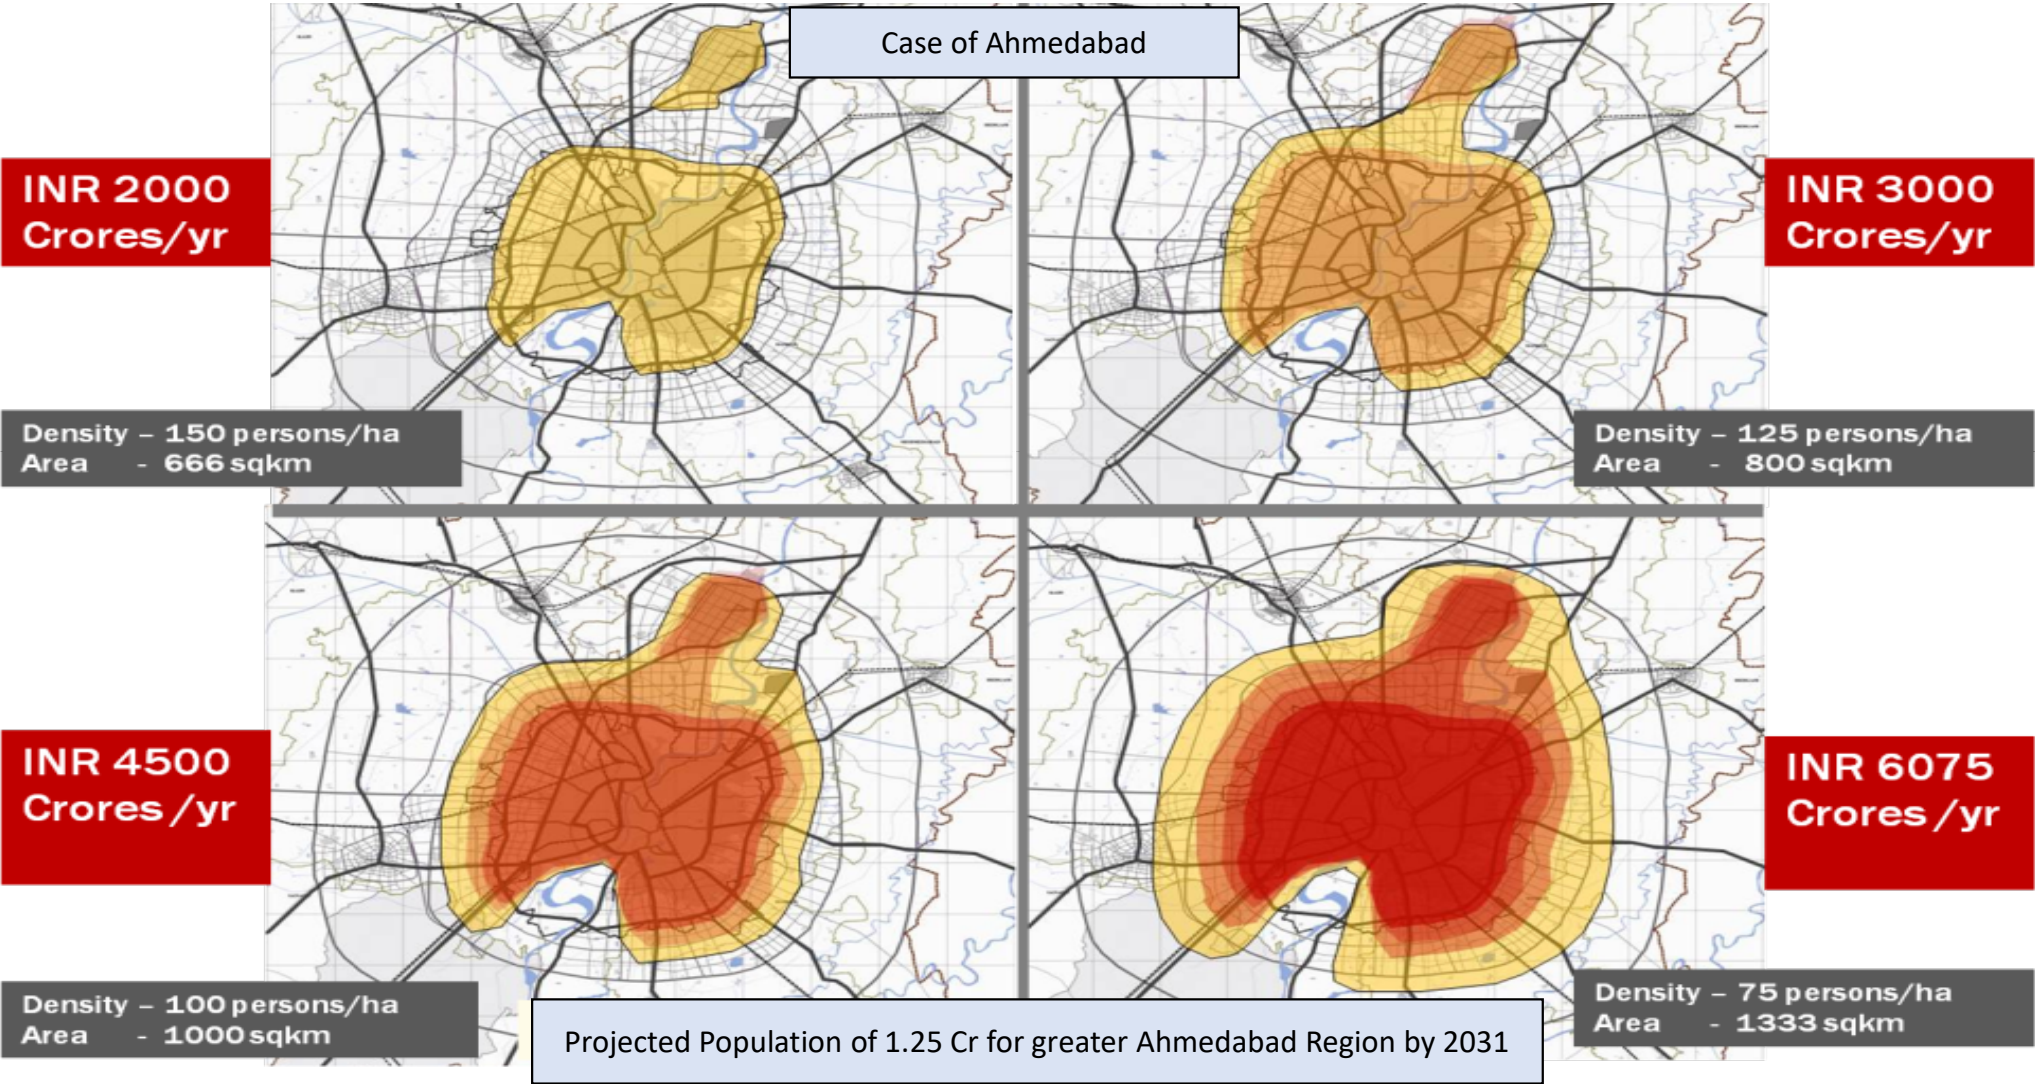 Case of Ahmedabad
INR 2000
Crores/yr
Density – 150 persons/ha
Area - 666 sqkm
INR 3000
Crores/yr
Density – 125 persons/ha
Area - 800 sqkm
INR 4500
Crores /yr
Density – 100 persons/ha
Area - 1000 sqkm
INR 6075
Crores /yr
Density – 75 persons/ha
Area - 1333 sqkm
Projected Population of 1.25 Cr for greater Ahmedabad Region by 2031